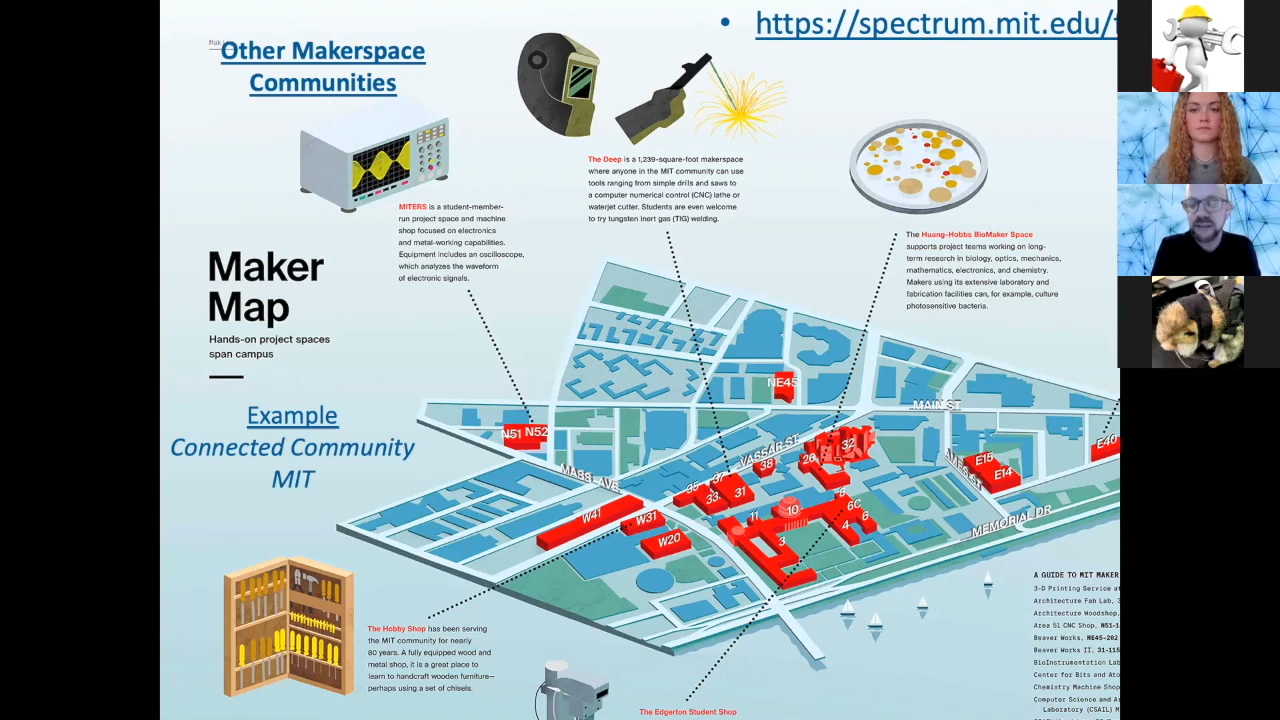 • https://spectrum.mit.edu/
Other Makerspace
Communities
The Deep is a 1,239-square-foot makerspace
where anyone in the MIT community can use
tools ranging from simple drills and saws to
a computer numerical control (CNC) lathe or
waterjet cutter. Students are even welcome
to try tungsten inert gas (TIG) welding.
MITERS is a student-member-
run project space and machine
shop focused on electronics
and metal-working capabilities.
Equipment includes an oscilloscope,
which analyzes the waveform
of electronic signals.
The Huang-Hobbs BioMaker Space
supports project teams working on long-
term research in biology, optics, mechanics,
mathematics, electronics, and chemistry.
Makers using its extensive laboratory and
fabrication facilities can, for example, culture
photosensitive bacteria.
Maker
Map
Hands-on project spaces
span campus
Example
Connected Community
MIT
NE45
MAIN ST
N51 N52
VASSAR ST
32
E40
MASS AVE
38
26
AMES ST
E15
E14
35
37
33
31
W41
W31
W20
11
10
6C
6
4
3
MEMORIAL DR
The Hobby Shop has been serving
the MIT community for nearly
80 years. A fully equipped wood and
metal shop, it is a great place to
learn to handcraft wooden furniture—
perhaps using a set of chisels.
The Edgerton Student Shop
A GUIDE TO MIT MAKER
3-D Printing Service
Architecture Fab Lab,
Architecture Woodshop,
Area 51 CNC Shop, N51-1
Beaver Works, NE45-202
Beaver Works II, 31-115
BioInstrumentation Lab
Center for Bits and
Chemistry Machine Shop
Computer Science and
Laboratory (CSAIL)